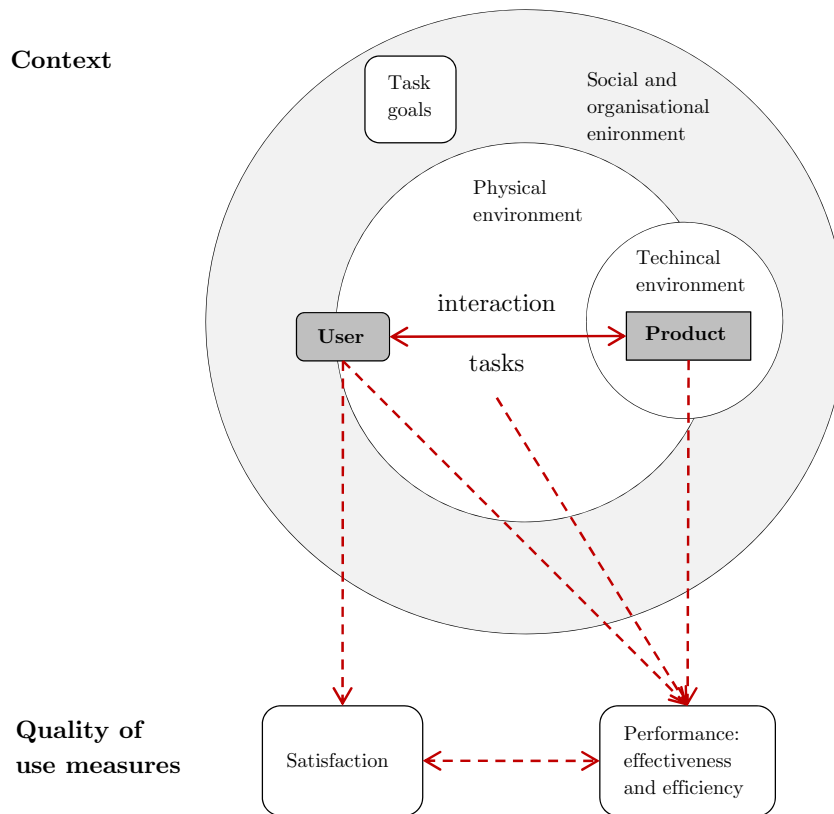 Context
Task
goals
Social and
organisational
enironment
Physical
environment
Techincal
environment
interaction
User
Product
tasks
Quality of
use measures
Satisfaction
Performance:
effectiveness
and efficiency